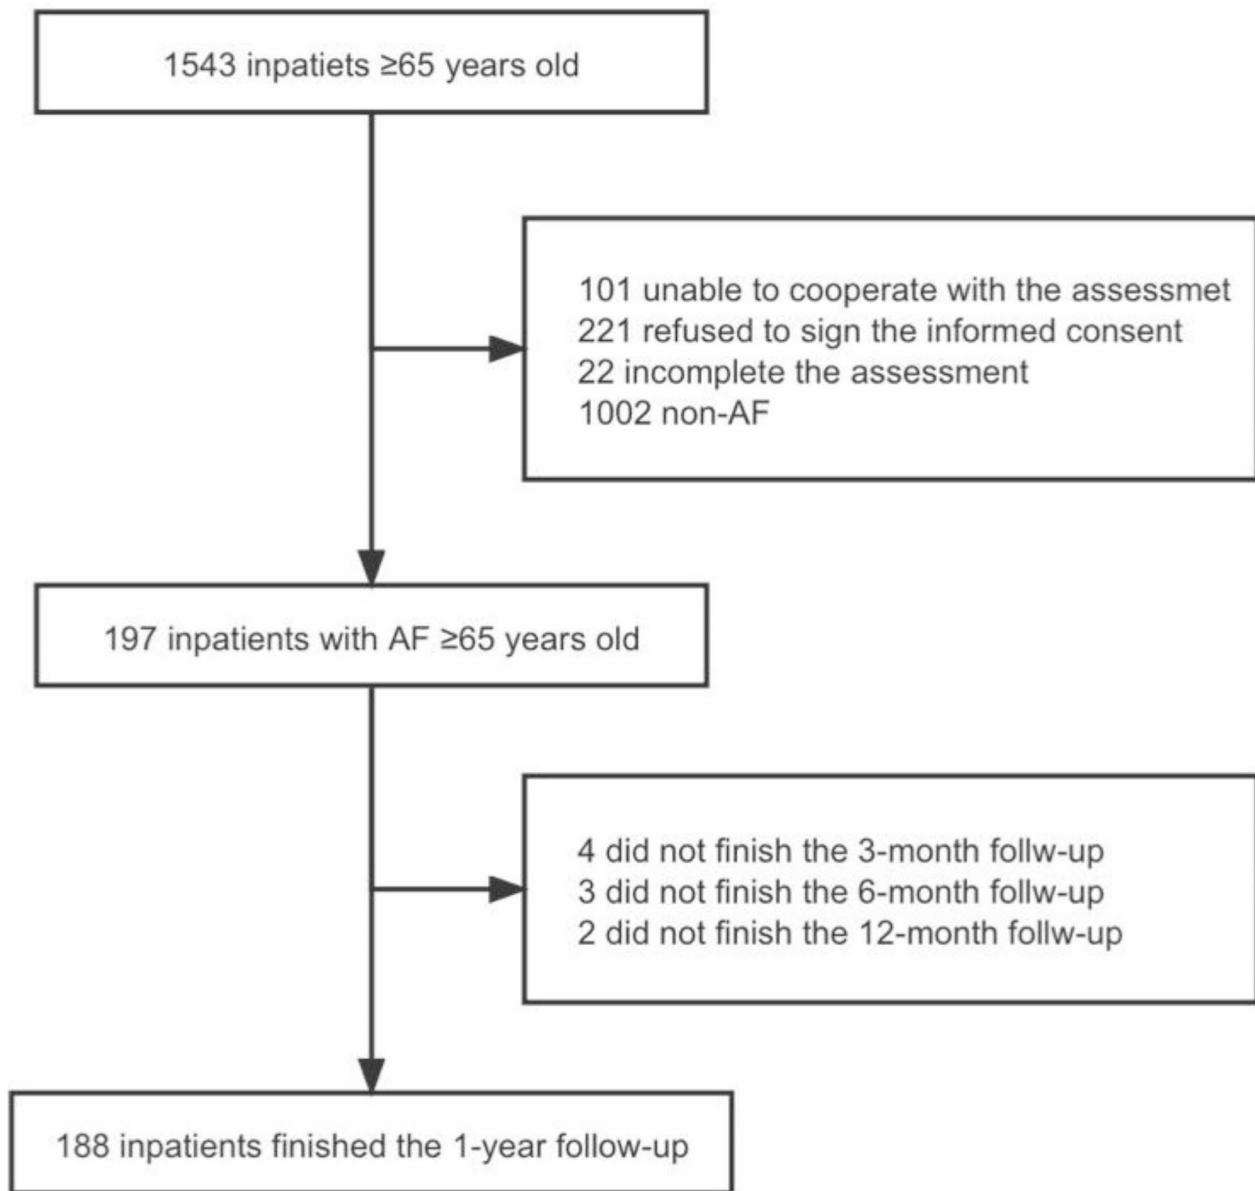 1543 inpatiets ≥65 years old
101 unable to cooperate with the assessmet
221 refused to sign the informed consent
22 incomplete the assessment
1002 non-AF
197 inpatients with AF ≥65 years old
4 did not finish the 3-month follw-up
3 did not finish the 6-month follw-up
2 did not finish the 12-month follw-up
188 inpatients finished the 1-year follow-up